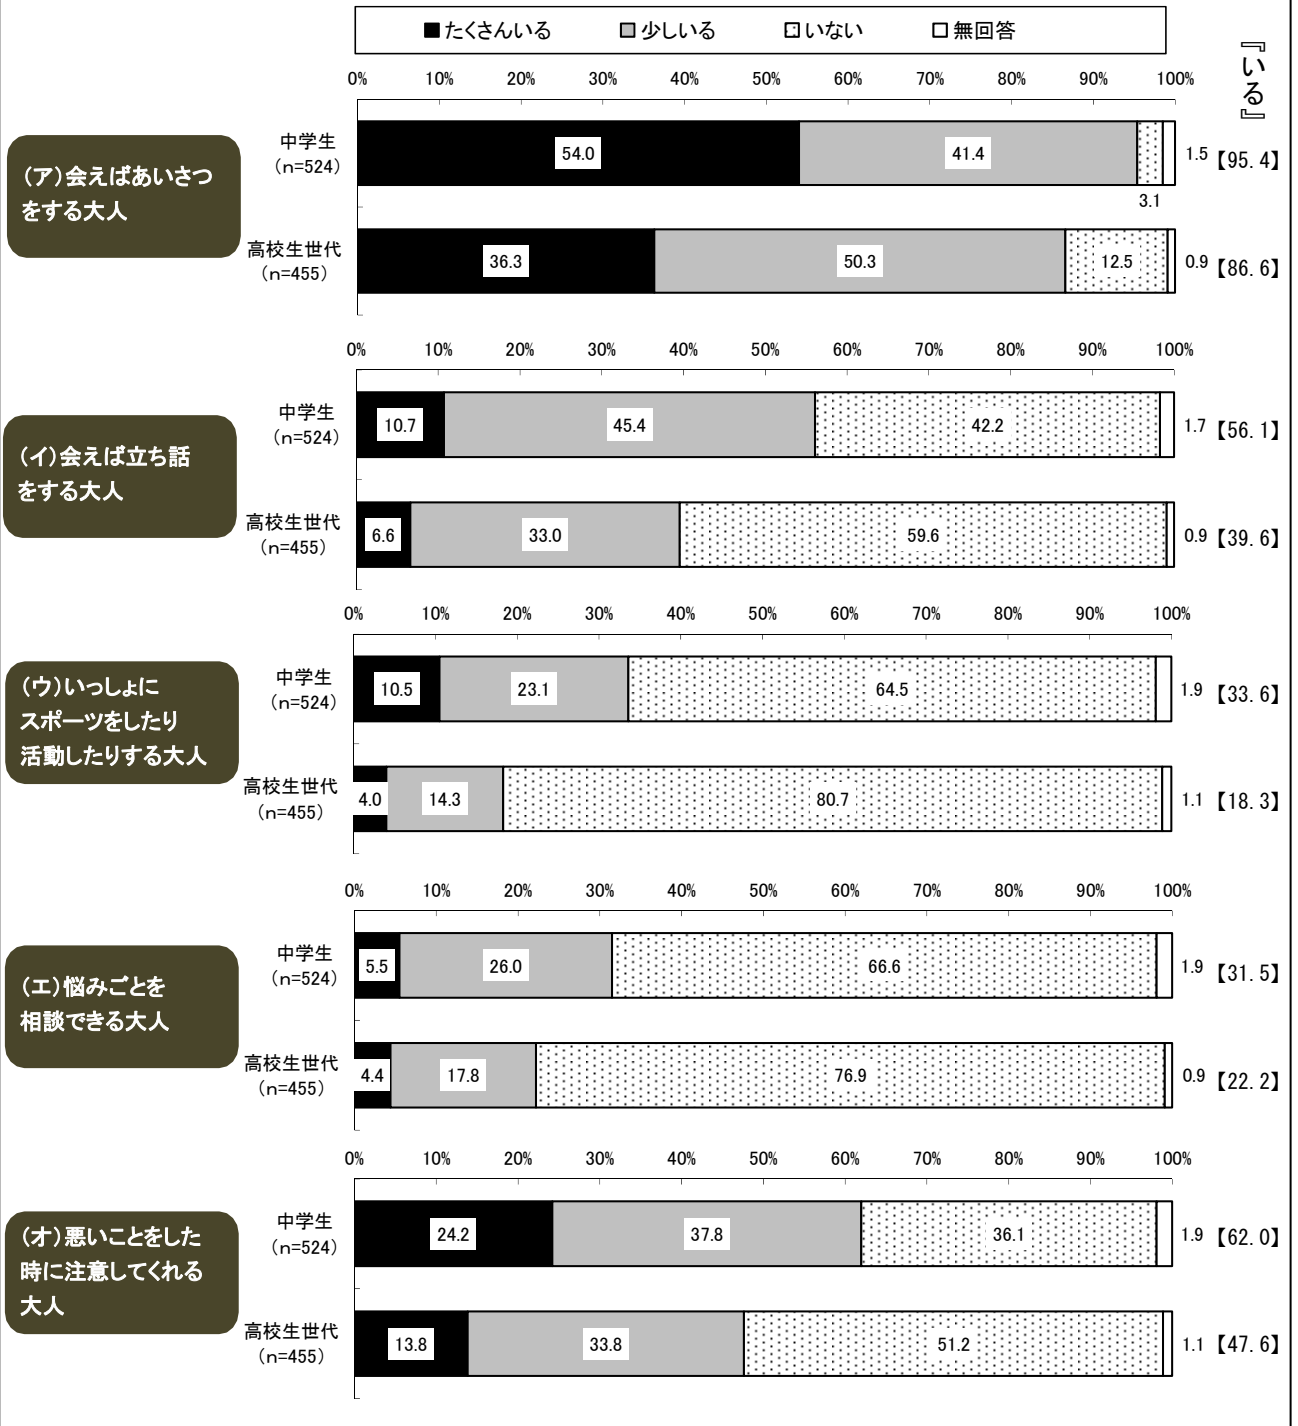 ■たくさんいる □少しいる □いない □無回答
『いる』
0% 10% 20% 30% 40% 50% 60% 70% 80% 90% 100%
(ア)会えばあいさつ
をする大人
中学生
(n=524)
54.0 41.4 3.1 1.5 【95.4】
高校生世代
(n=455)
36.3 50.3 12.5 0.9 【86.6】
0% 10% 20% 30% 40% 50% 60% 70% 80% 90% 100%
(イ)会えば立ち話
をする大人
中学生
(n=524)
10.7 45.4 42.2 1.7 【56.1】
高校生世代
(n=455)
6.6 33.0 59.6 0.9 【39.6】
0% 10% 20% 30% 40% 50% 60% 70% 80% 90% 100%
(ウ)いっしょに
スポーツをしたり
活動したりする大人
中学生
(n=524)
10.5 23.1 64.5 1.9 【33.6】
高校生世代
(n=455)
4.0 14.3 80.7 1.1 【18.3】
0% 10% 20% 30% 40% 50% 60% 70% 80% 90% 100%
(エ)悩みごとを
相談できる大人
中学生
(n=524)
5.5 26.0 66.6 1.9 【31.5】
高校生世代
(n=455)
4.4 17.8 76.9 0.9 【22.2】
0% 10% 20% 30% 40% 50% 60% 70% 80% 90% 100%
(オ)悪いことをした
時に注意してくれる
大人
中学生
(n=524)
24.2 37.8 36.1 1.9 【62.0】
高校生世代
(n=455)
13.8 33.8 51.2 1.1 【47.6】